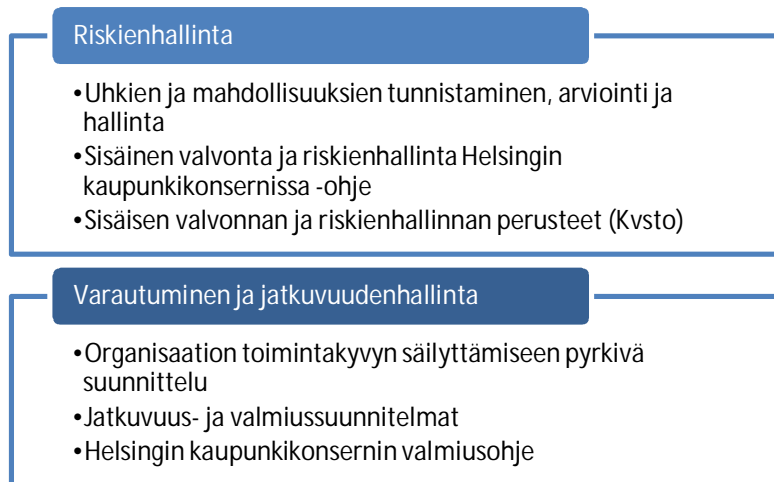 Riskienhallinta
•Uhkien ja mahdollisuuksien tunnistaminen, arviointi ja
hallinta
•Sisäinen valvonta ja riskienhallinta Helsingin
kaupunkikonsernissa -ohje
•Sisäisen valvonnan ja riskienhallinnan perusteet (Kvsto)
Varautuminen ja jatkuvuudenhallinta
•Organisaation toimintakyvyn säilyttämiseen pyrkivä
suunnittelu
•Jatkuvuus- ja valmiussuunnitelmat
•Helsingin kaupunkikonsernin valmiusohje